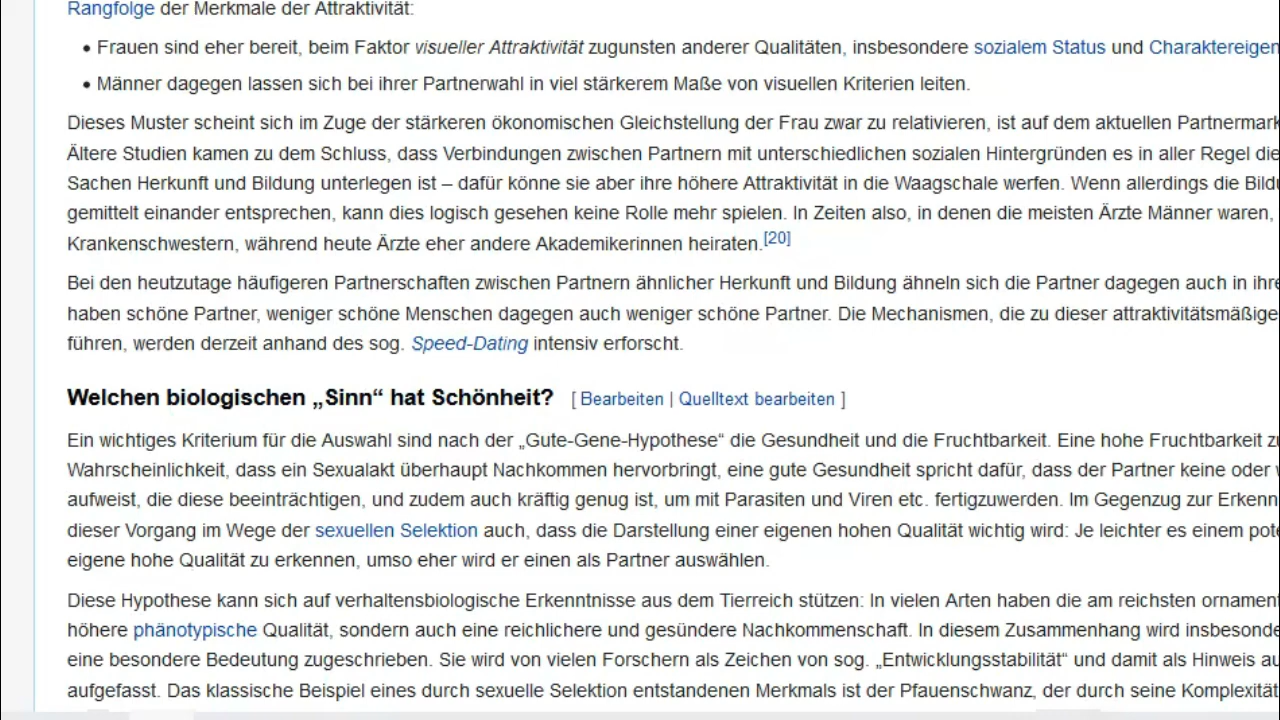 Rangfolge der Merkmale der Attraktivität:
• Frauen sind eher bereit, beim Faktor visueller Attraktivität zugunsten anderer Qualitäten, insbesondere sozialem Status und Charaktereigen
• Männer dagegen lassen sich bei ihrer Partnerwahl in viel stärkerem Maße von visuellen Kriterien leiten.
Dieses Muster scheint sich im Zuge der stärkeren ökonomischen Gleichstellung der Frau zwar zu relativieren, ist auf dem aktuellen Partnermark
Ältere Studien kamen zu dem Schluss, dass Verbindungen zwischen Partnern mit unterschiedlichen sozialen Hintergründen es in aller Regel die
Sachen Herkunft und Bildung unterlegen ist – dafür könne sie aber ihre höhere Attraktivität in die Waagschale werfen. Wenn allerdings die Bild
gemittelt einander entsprechen, kann dies logisch gesehen keine Rolle mehr spielen. In Zeiten also, in denen die meisten Ärzte Männer waren,
Krankenschwestern, während heute Ärzte eher andere Akademikerinnen heiraten.[20]
Bei den heutzutage häufigeren Partnerschaften zwischen Partnern ähnlicher Herkunft und Bildung ähneln sich die Partner dagegen auch in ihre
haben schöne Partner, weniger schöne Menschen dagegen auch weniger schöne Partner. Die Mechanismen, die zu dieser attraktivitätsmäßige
führen, werden derzeit anhand des sog. Speed-Dating intensiv erforscht.
Welchen biologischen „Sinn“ hat Schönheit? [ Bearbeiten | Quelltext bearbeiten ]
Ein wichtiges Kriterium für die Auswahl sind nach der „Gute-Gene-Hypothese“ die Gesundheit und die Fruchtbarkeit. Eine hohe Fruchtbarkeit z
Wahrscheinlichkeit, dass ein Sexualakt überhaupt Nachkommen hervorbringt, eine gute Gesundheit spricht dafür, dass der Partner keine oder
aufweist, die diese beeinträchtigen, und zudem auch kräftig genug ist, um mit Parasiten und Viren etc. fertigzuwerden. Im Gegenzug zur Erkenn
dieser Vorgang im Wege der sexuellen Selektion auch, dass die Darstellung einer eigenen hohen Qualität wichtig wird: Je leichter es einem pote
eigene hohe Qualität zu erkennen, umso eher wird er einen als Partner auswählen.
Diese Hypothese kann sich auf verhaltensbiologische Erkenntnisse aus dem Tierreich stützen: In vielen Arten haben die am reichsten ornament
höhere phänotypische Qualität, sondern auch eine reichlichere und gesündere Nachkommenschaft. In diesem Zusammenhang wird insbesonde
eine besondere Bedeutung zugeschrieben. Sie wird von vielen Forschern als Zeichen von sog. „Entwicklungsstabilität“ und damit als Hinweis au
aufgefasst. Das klassische Beispiel eines durch sexuelle Selektion entstandenen Merkmals ist der Pfauenschwanz, der durch seine Komplexität